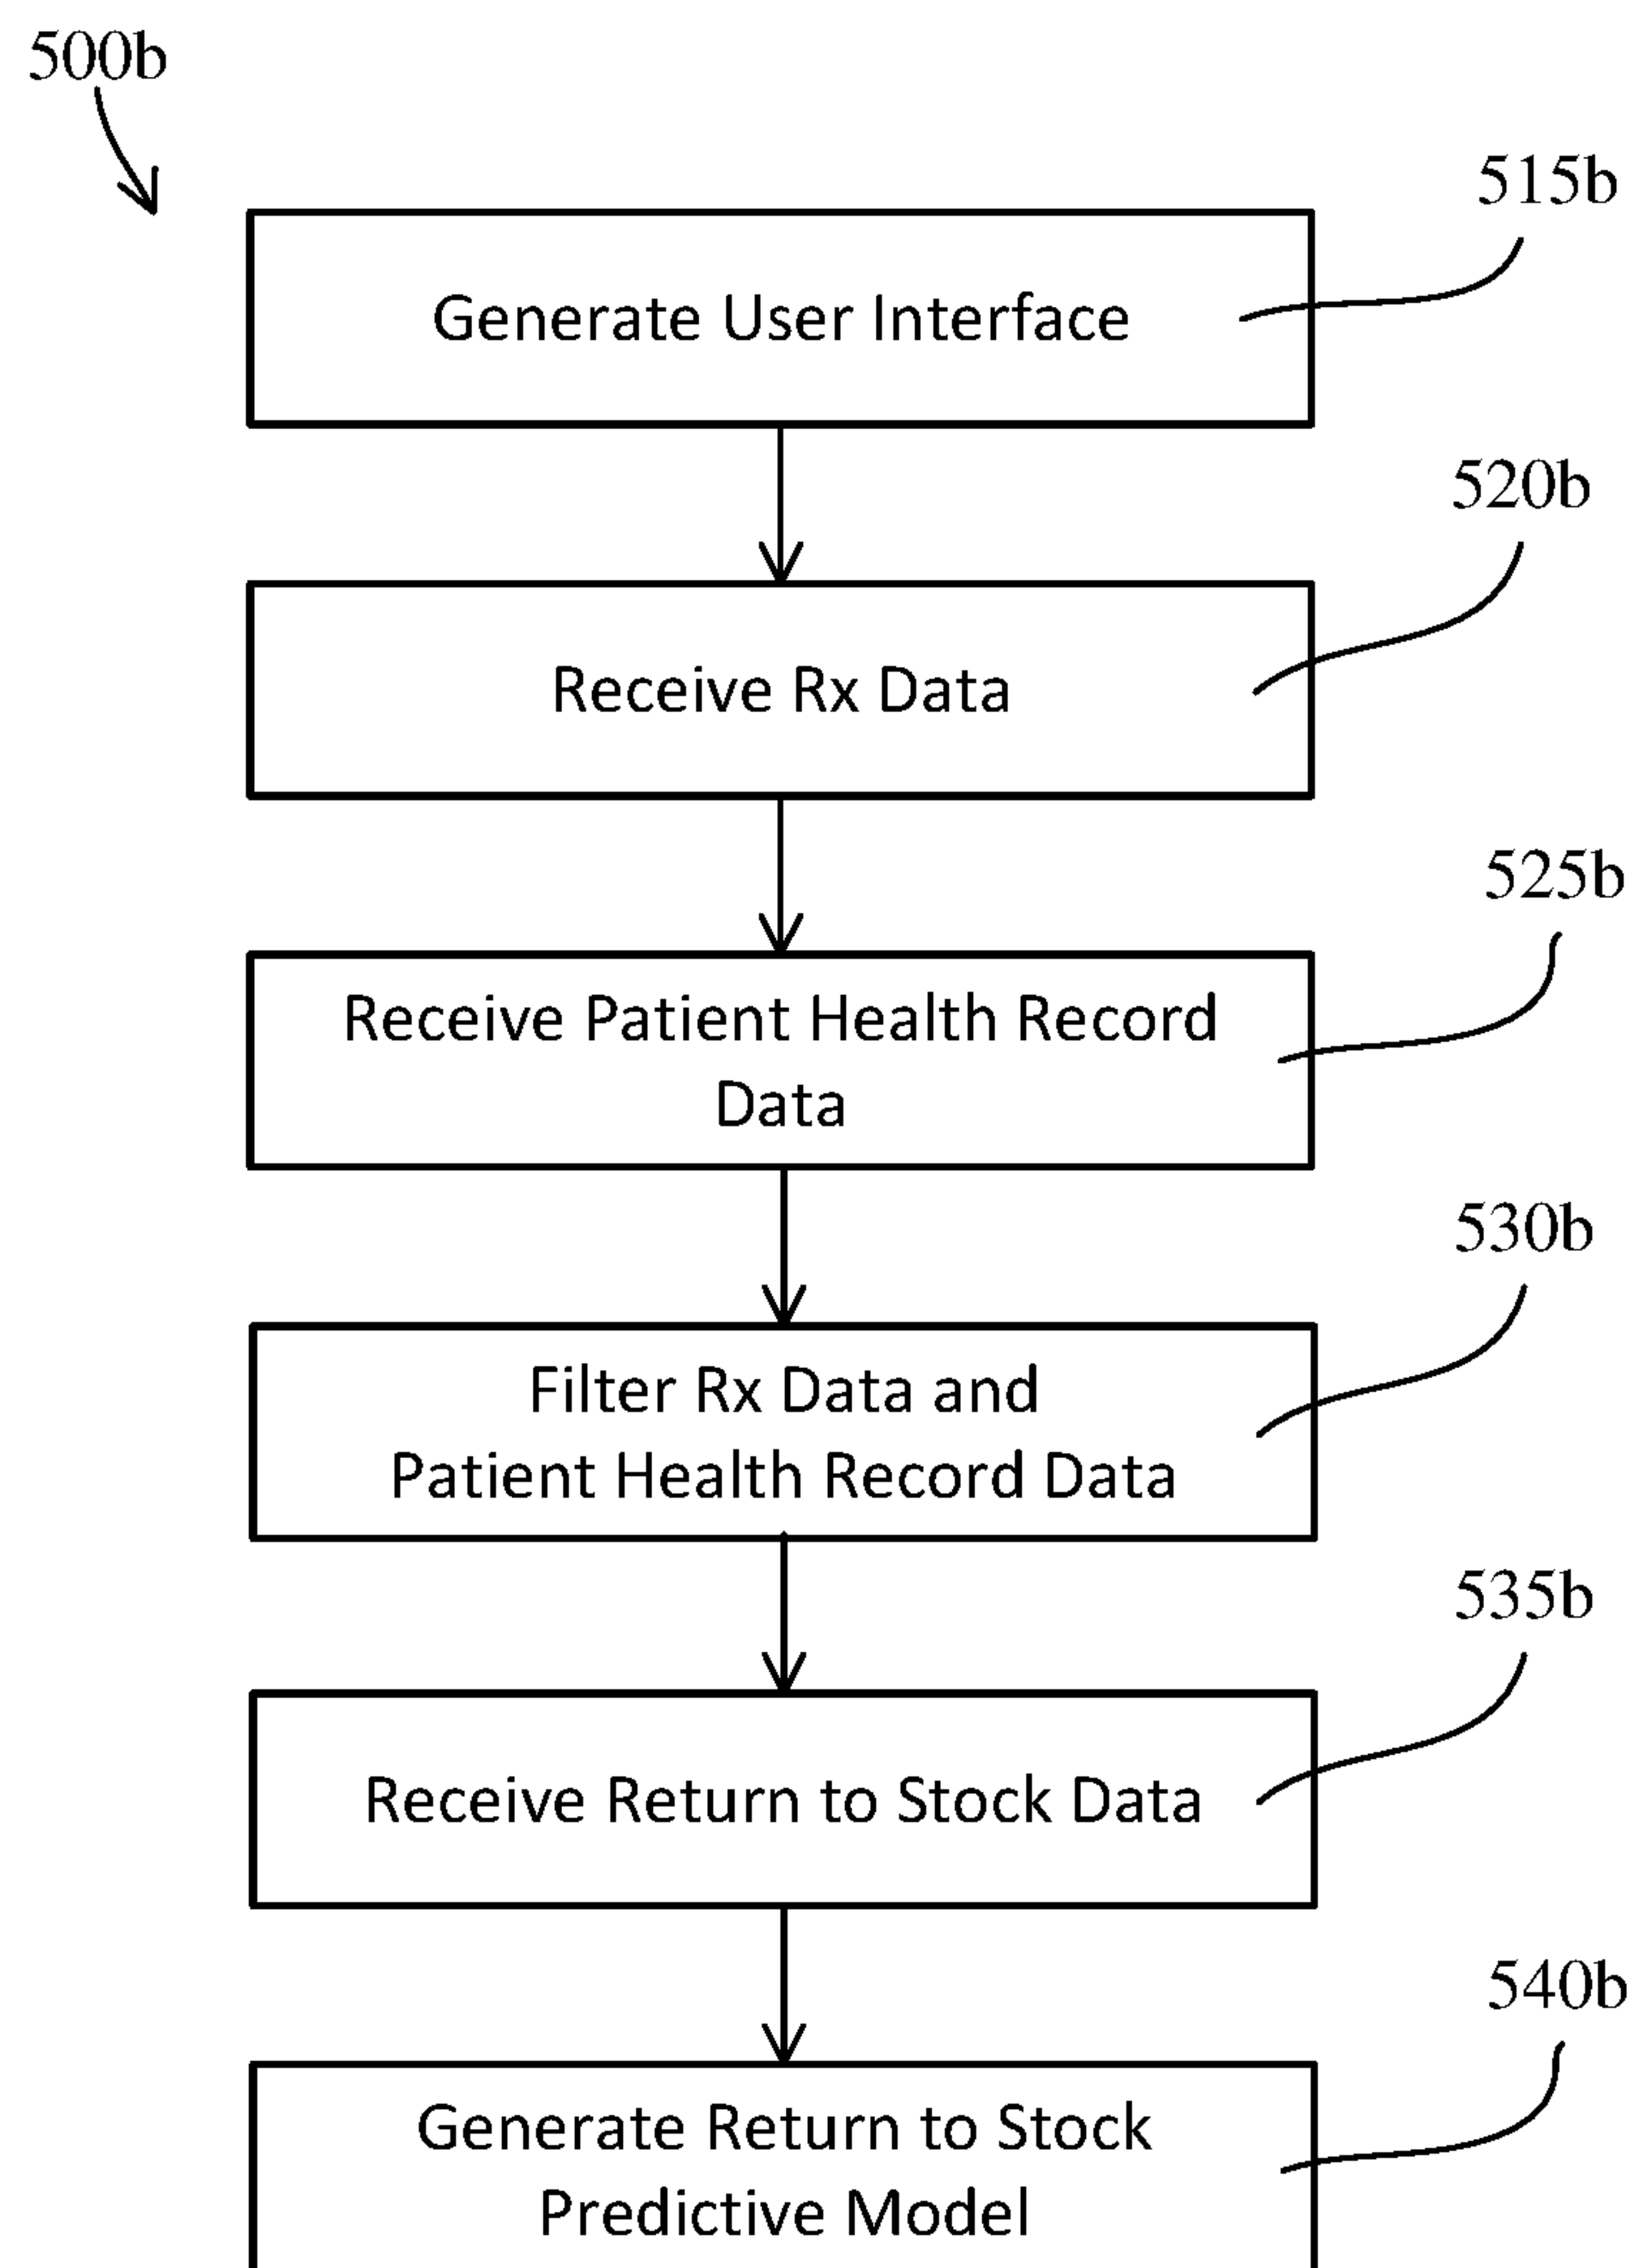 500b
515b
Generate User Interface
520b
Receive Rx Data
525b
Receive Patient Health Record
Data
530b
Filter Rx Data and
Patient Health Record Data
535b
Receive Return to Stock Data
540b
Generate Return to Stock
Predictive Model